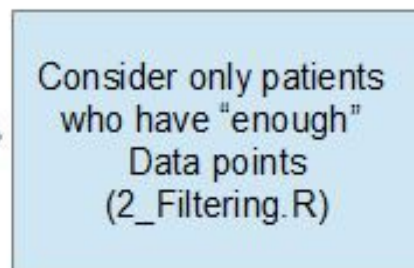 Consider only patients
who have “enough”
Data points
(2_Filtering.R)